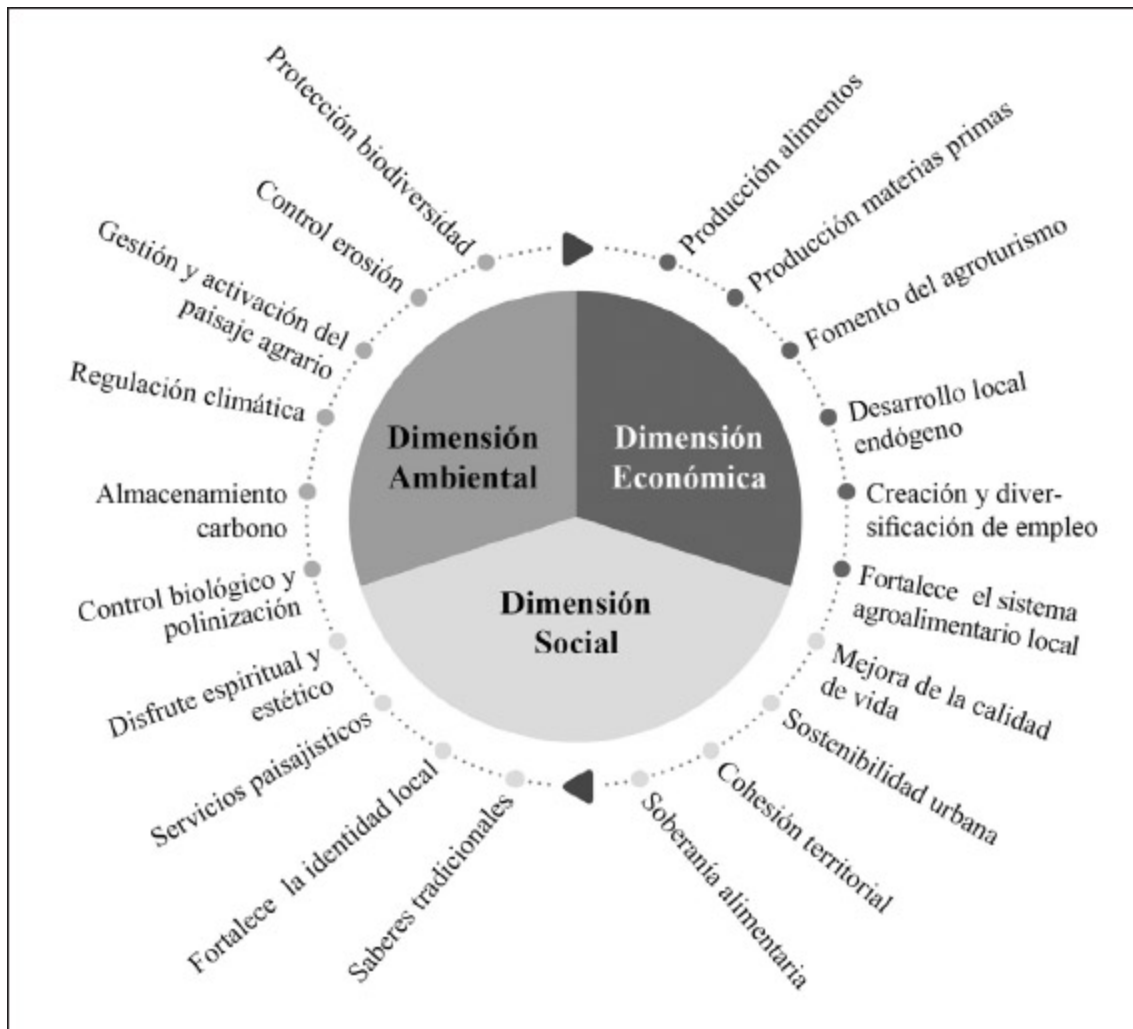 Producción alimentos
Producción materias primas
Fomento del agroturismo
Desarrollo local
endógeno
Creación y diver-
sificación de empleo
Fortalece el sistema
agroalimentario local
Mejora de la calidad
de vida
Sostenibilidad urbana
Cohesión territorial
Soberanía alimentaria
Saberes tradicionales
Fortalece la identidad local
Servicios paisajísticos
Disfrute espiritual y
estético
Control biológico y
polinización
Almacenamiento
carbono
Regulación climática
Gestión y activación del
paisaje agrario
Control erosión
Protección biodiversidad
Dimensión
Ambiental
Dimensión
Económica
Dimensión
Social